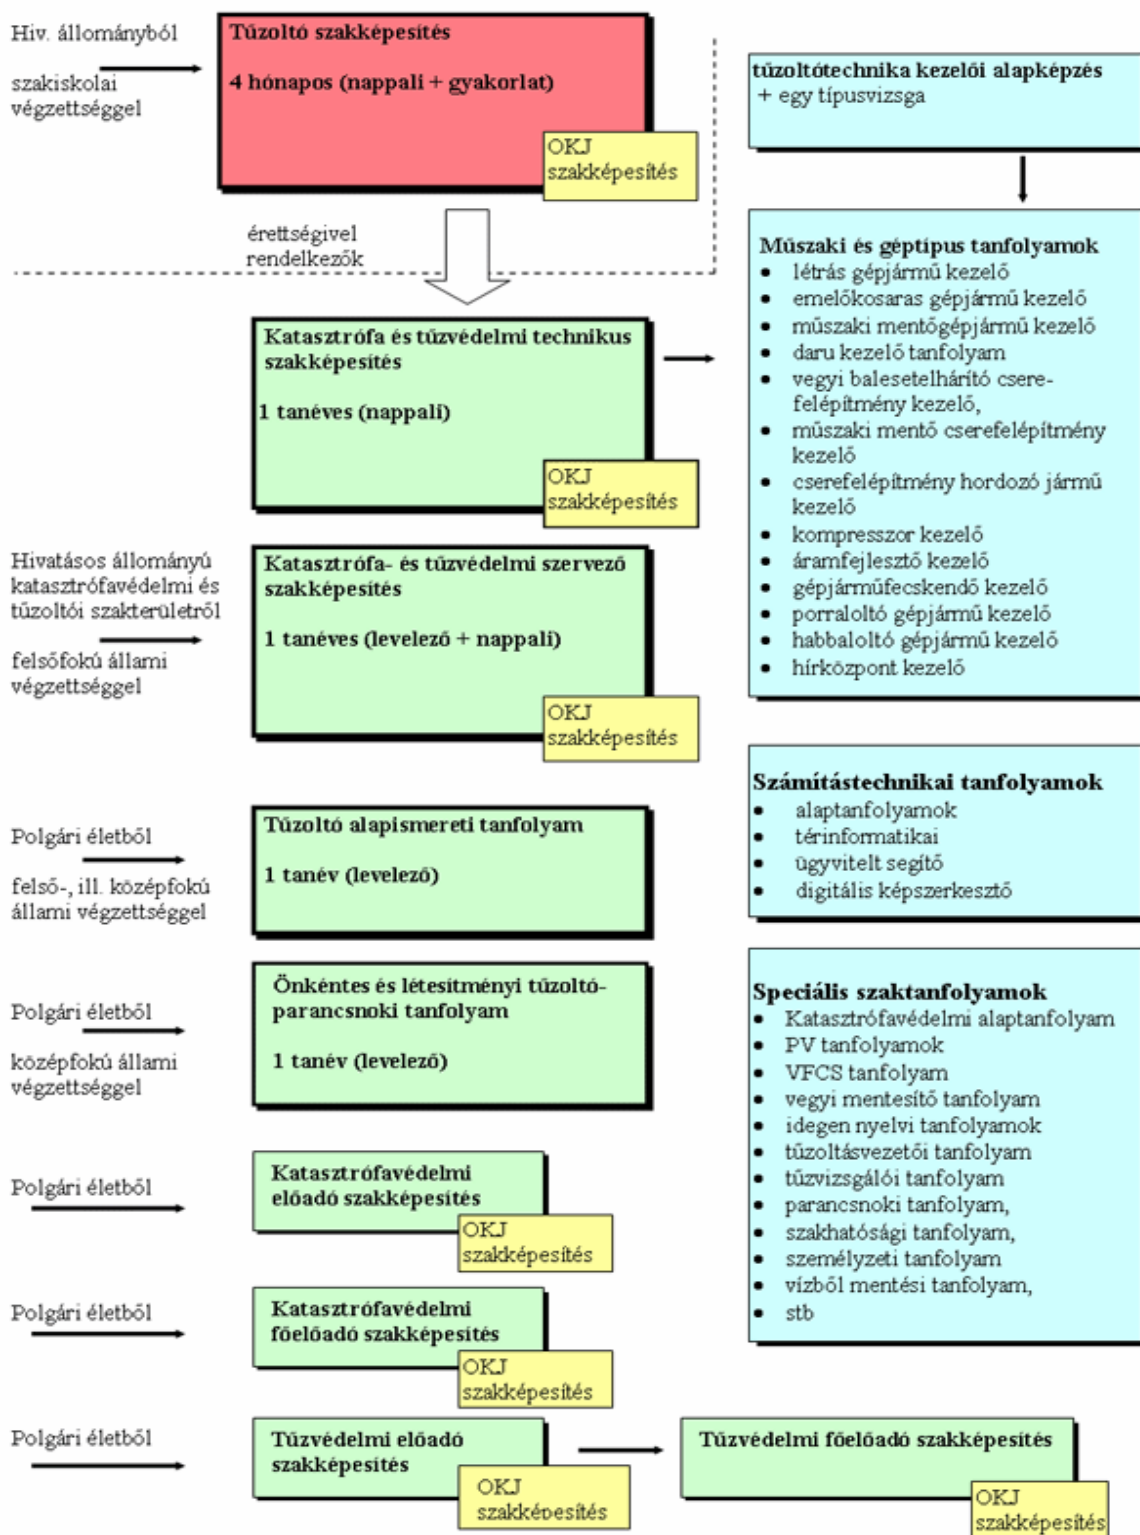 Hiv. állományból
szakiskolai
végzettséggel
Tűzoltó szakképesítés
4 hónapos (nappali + gyakorlat)
OKJ
szakképesítés
érettségivel
rendelkezők
Katasztrófa és tűzvédelmi technikus
szakképesítés
1 tanéves (nappali)
OKJ
szakképesítés
Hivatásos állományú
katasztrófavédelmi és
tűzoltói szakterületről
felsőfokú állami
végzettséggel
Katasztrófa- és tűzvédelmi szervező
szakképesítés
1 tanéves (levelező + nappali)
OKJ
szakképesítés
Polgári életből
felső-, ill. középfokú
állami végzettséggel
Tűzoltó alapismereti tanfolyam
1 tanév (levelező)
Polgári életből
középfokú állami
végzettséggel
Önkéntes és létesítményi tűzoltó-
parancsnoki tanfolyam
1 tanév (levelező)
Polgári életből
Katasztrófavédelmi
előadó szakképesítés
OKJ
szakképesítés
Polgári életből
Katasztrófavédelmi
főelőadó szakképesítés
OKJ
szakképesítés
Polgári életből
Tűzvédelmi előadó
szakképesítés
OKJ
szakképesítés
Tűzvédelmi főelőadó szakképesítés
OKJ
szakképesítés
tűzoltótechnika kezelői alapképzés
+ egy típusvizsga
Műszaki és géptípus tanfolyamok
• létrás gépjármű kezelő
• emelőkosaras gépjármű kezelő
• műszaki mentőgépjármű kezelő
• daru kezelő tanfolyam
• vegyi balesetelhárító csere-
felépítmény kezelő,
• műszaki mentő cserefelépítmény
kezelő
• cserefelépítmény hordozó jármű
kezelő
• kompresszor kezelő
• áramfejlesztő kezelő
• gépjárműfecskendő kezelő
• porraloltó gépjármű kezelő
• habbaloltó gépjármű kezelő
• hírközpont kezelő
Számítástechnikai tanfolyamok
• alaptanfolyamok
• térinformatikai
• ügyvitelt segítő
• digitális képszerkesztő
Speciális szaktanfolyamok
• Katasztrófavédelmi alaptanfolyam
• PV tanfolyamok
• VFCS tanfolyam
• vegyi mentesítő tanfolyam
• idegen nyelvi tanfolyamok
• tűzoltásvezetői tanfolyam
• tűzvizsgálói tanfolyam
• parancsnoki tanfolyam,
• szakhatósági tanfolyam,
• személyzeti tanfolyam
• vízből mentési tanfolyam,
• stb